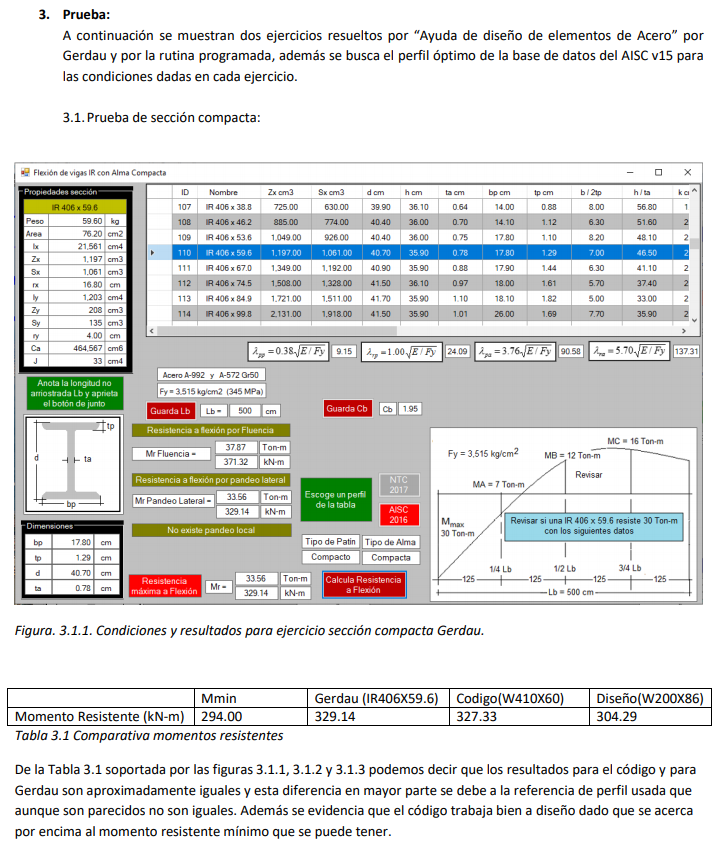 3. Prueba:
A continuación se muestran dos ejercicios resueltos por “Ayuda de diseño de elementos de Acero” por
Gerdau y por la rutina programada, además se busca el perfil óptimo de la base de datos del AISC v15 para
las condiciones dadas en cada ejercicio.
3.1. Prueba de sección compacta:
Flexión de vigas IR con Alma Compacta
Propiedades sección
IR 406 x 59.6
Peso 59.60 kg
Area 76.20 cm2
Ix 21,561 cm4
Zx 1,197 cm3
Sx 1,061 cm3
rx 16.80 cm
Iy 1,203 cm4
Zy 208 cm3
Sy 135 cm3
ry 4.00 cm
Ca 464,567 cm6
J 33 cm4
ID Nombre Zx cm3 Sx cm3 d cm h cm ta cm bp cm tp cm b / 2tp h / ta k c
107 IR 406 x 38.8 725.00 630.00 39.90 36.10 0.64 14.00 0.88 8.00 56.80 1
108 IR 406 x 46.2 885.00 774.00 40.40 36.00 0.70 14.10 1.12 6.30 51.60 2
109 IR 406 x 53.6 1,049.00 926.00 40.40 36.00 0.75 17.80 1.10 8.20 48.10 2
110 IR 406 x 59.6 1,197.00 1,061.00 40.70 35.90 0.78 17.80 1.29 7.00 46.50 2
111 IR 406 x 67.0 1,349.00 1,192.00 40.90 35.90 0.88 17.90 1.44 6.30 41.10 2
112 IR 406 x 74.5 1,508.00 1,328.00 41.50 36.10 0.97 18.00 1.61 5.70 37.40 2
113 IR 406 x 84.9 1,721.00 1,511.00 41.70 35.90 1.10 18.10 1.82 5.00 33.00 2
114 IR 406 x 99.8 2,131.00 1,918.00 41.50 35.90 1.01 26.00 1.69 7.70 35.90 2
λpp =0.38√E / Fy 9.15 λrp =1.00√E / Fy 24.09 λpa =3.76√E / Fy 90.58 λra =5.70√E / Fy 137.31
Anota la longitud no
arriostrada Lb y aprieta
el botón de junto
Acero A-992 y A-572 Gr50
Fy = 3,515 kg/cm2 (345 MPa)
Guarda Lb Lb = 500 cm Guarda Cb Cb 1.95
Resistencia a flexión por Fluencia
Mr Fluencia = 37.87 Ton-m
371.32 kN-m
Resistencia a flexión por pandeo lateral
Mr Pandeo Lateral = 33.56 Ton-m
329.14 kN-m
No existe pandeo local
Escoge un perfil
de la tabla
NTC
2017
AISC
2016
Tipo de Patin Tipo de Alma
Compacto Compacta
Resistencia
máxima a Flexión Mr = 33.56 Ton-m
329.14 kN-m
Calcula Resistencia
a Flexión
tp
d
ta
bp
Dimensiones
bp 17.80 cm
tp 1.29 cm
d 40.70 cm
ta 0.78 cm
Fy = 3,515 kg/cm2
MC = 16 Ton-m
MB = 12 Ton-m
Revisar
MA = 7 Ton-m
Mmax
30 Ton-m
Revisar si una IR 406 x 59.6 resiste 30 Ton-m
con los siguientes datos
1/4 Lb 1/2 Lb 3/4 Lb
125 125 125 125
Lb = 500 cm
Figura. 3.1.1. Condiciones y resultados para ejercicio sección compacta Gerdau.
Mmin Gerdau (IR406X59.6) Codigo(W410X60) Diseño(W200X86)
Momento Resistente (kN-m) 294.00 329.14 327.33 304.29
Tabla 3.1 Comparativa momentos resistentes
De la Tabla 3.1 soportada por las figuras 3.1.1, 3.1.2 y 3.1.3 podemos decir que los resultados para el código y para
Gerdau son aproximadamente iguales y esta diferencia en mayor parte se debe a la referencia de perfil usada que
aunque son parecidos no son iguales. Además se evidencia que el código trabaja bien a diseño dado que se acerca
por encima al momento resistente mínimo que se puede tener.